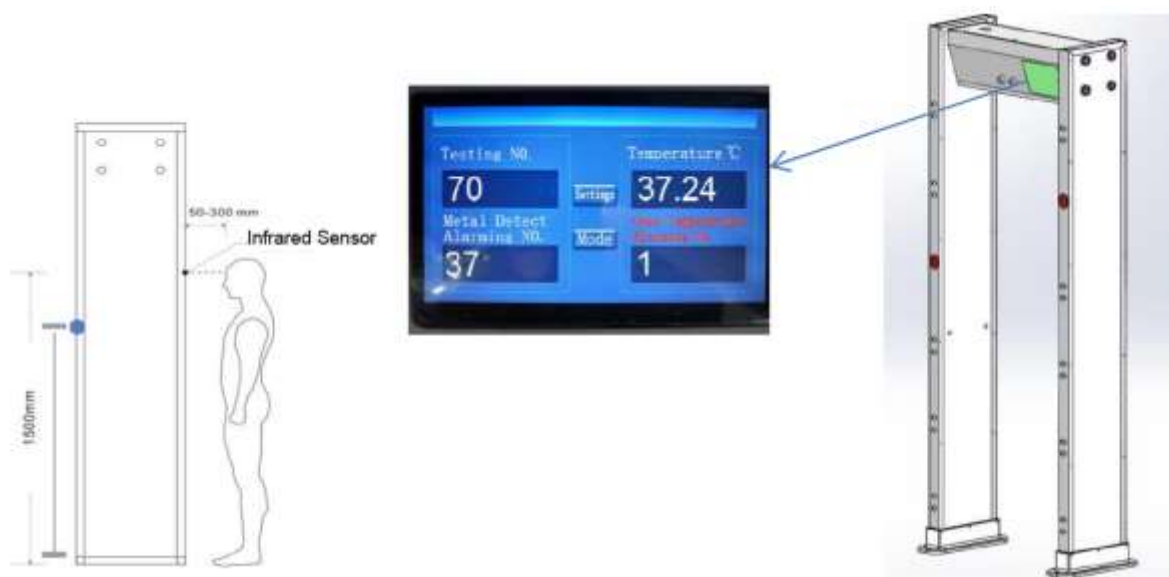 50-300 mm
Infrared Sensor
1500mm
Testing NO.
70
Metal Detect
Alarming NO.
37
Settings
Mode
Temperature ℃
37.24
1